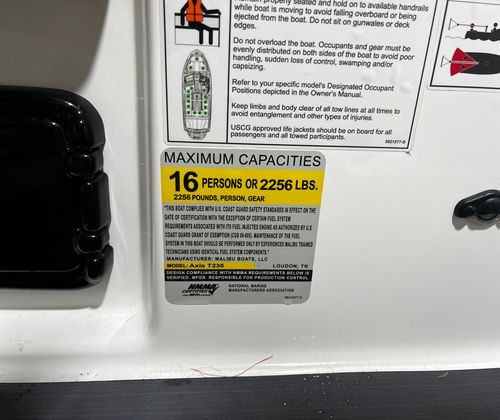 properly seated and hold on to available handrails
while boat is moving to avoid falling overboard or being
ejected from the boat. Do not sit on gunwales or deck
edges.
Do not overload the boat. Occupants and gear must be
evenly distributed on both sides of the boat to avoid poor
handling, sudden loss of control, swamping and/or
capsizing.
Refer to your specific model's Designated Occupant
Positions depicted in the Owner's Manual.
Keep limbs and body clear of all tow lines at all times to
avoid entanglement and other types of injuries.
USCG approved life jackets should be on board for all
passengers and all towed participants.
5621577-B
MAXIMUM CAPACITIES
16 PERSONS OR 2256 LBS.
2256 POUNDS, PERSON, GEAR
"THIS BOAT COMPLIES WITH U.S. COAST GUARD SAFETY STANDARDS IN EFFECT ON THE
DATE OF CERTIFICATION WITH THE EXCEPTION OF CERTAIN FUEL SYSTEM
REQUIREMENTS ASSOCIATED WITH ITS FUEL INJECTED ENGINE AS AUTHORIZED BY U.S.
COAST GUARD GRANT OF EXEMPTION (CGB 06-005). MAINTENANCE OF THE FUEL
SYSTEM IN THIS BOAT SHOULD BE PERFORMED ONLY BY EXPERIENCED MALIBU TRAINED
TECHNICIANS USING IDENTICAL FUEL SYSTEM COMPONENTS."
MANUFACTURER: MALIBU BOATS, LLC
MODEL: Axis T236 LOUDON, TN
DESIGN COMPLIANCE WITH NMMA REQUIREMENTS BELOW IS
VERIFIED. MFGR. RESPONSIBLE FOR PRODUCTION CONTROL
NMMA
CERTIFIED
NATIONAL MARINE
MANUFACTURERS ASSOCIATION